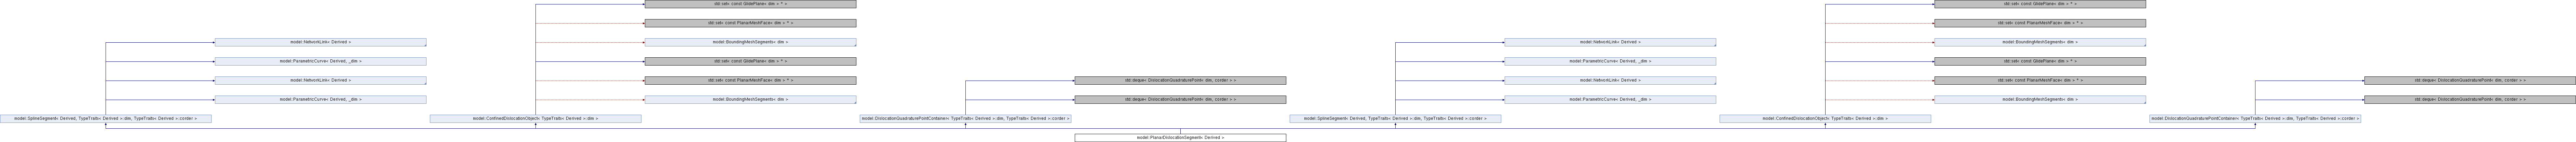 std::set< const GlidePlane< dim > * > std::set< const GlidePlane< dim > * >
std::set< const PlanarMeshFace< dim > * > std::set< const PlanarMeshFace< dim > * >
model::NetworkLink< Derived > model::BoundingMeshSegments< dim > model::NetworkLink< Derived > model::BoundingMeshSegments< dim >
model::ParametricCurve< Derived, _dim > std::set< const GlidePlane< dim > * > model::ParametricCurve< Derived, _dim > std::set< const GlidePlane< dim > * >
model::NetworkLink< Derived > std::set< const PlanarMeshFace< dim > * > std::deque< DislocationQuadraturePoint< dim, corder > > model::NetworkLink< Derived > std::set< const PlanarMeshFace< dim > * > std::deque< DislocationQuadraturePoint< dim, corder > >
model::ParametricCurve< Derived, _dim > model::BoundingMeshSegments< dim > std::deque< DislocationQuadraturePoint< dim, corder > > model::ParametricCurve< Derived, _dim > model::BoundingMeshSegments< dim > std::deque< DislocationQuadraturePoint< dim, corder > >
model::SplineSegment< Derived, TypeTraits< Derived >::dim, TypeTraits< Derived >::corder > model::ConfinedDislocationObject< TypeTraits< Derived >::dim > model::DislocationQuadraturePointContainer< TypeTraits< Derived >::dim, TypeTraits< Derived >::corder > model::SplineSegment< Derived, TypeTraits< Derived >::dim, TypeTraits< Derived >::corder > model::ConfinedDislocationObject< TypeTraits< Derived >::dim > model::DislocationQuadraturePointContainer< TypeTraits< Derived >::dim, TypeTraits< Derived >::corder >
model::PlanarDislocationSegment< Derived >